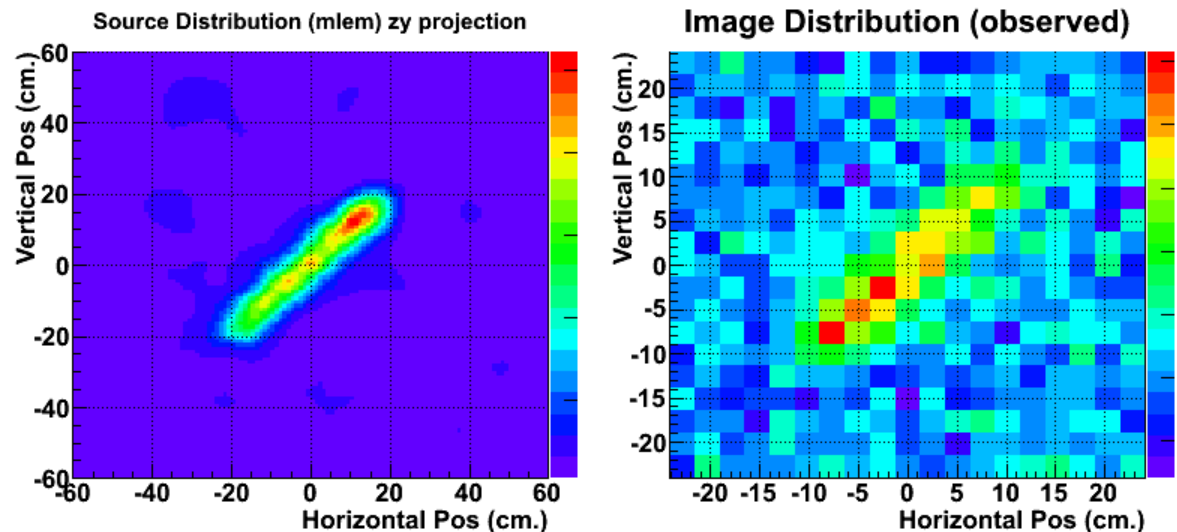 Source Distribution (mlem) zy projection
Vertical Pos (cm.)
60
40
20
0
-20
-40
-60
-60 -40 -20 0 20 40 60
Horizontal Pos (cm.)
Image Distribution (observed)
Vertical Pos (cm.)
20
15
10
5
0
-5
-10
-15
-20
-20 -15 -10 -5 0 5 10 15 20
Horizontal Pos (cm.)